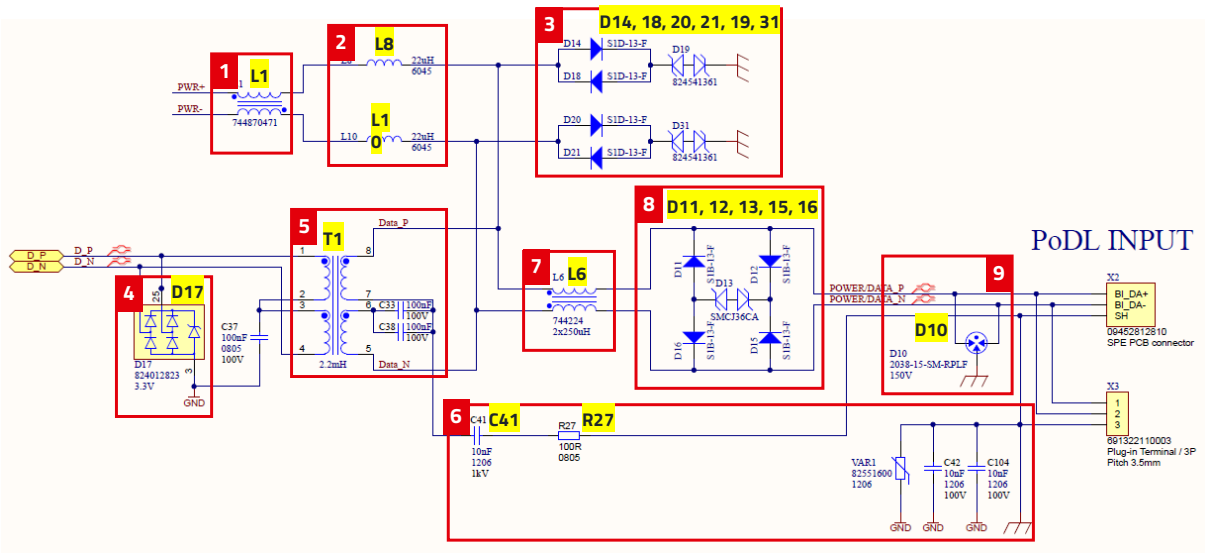 3
D14, 18, 20, 21, 19, 31
2
L8
1
L1
D14
S1D-13-F
D19
22uH
6045
D18
S1D-13-F
824541361
PWR+
PWR-
744870471
L10
L10
22uH
6045
D20
S1D-13-F
D31
D21
S1D-13-F
824541361
8
D11, 12, 13, 15, 16
5
T1
Data_P
PoDL INPUT
D_P
D_P
D_N
D_N
1
8
7
L6
L6
744224
2x250uH
D11
S1B-13-F
D12
S1B-13-F
D13
SMCJ36CA
D16
S1B-13-F
D15
S1B-13-F
9
POWER/DATA_P
POWER/DATA_N
D10
D10
2038-15-SM-RPLF
150V
X2
BI_DA+
BI_DA-
SH
09452812810
SPE PCB connector
4
D17
25
3
D17
824012823
3.3V
GND
C37
100nF
0805
100V
2
3
4
7
6
5
2.2mH
C33
100nF
100V
C38
100nF
100V
Data_N
X3
1
2
3
691322110003
Plug-in Terminal / 3P
Pitch 3.5mm
6
C41
C41
10nF
1206
1kV
R27
R27
100R
0805
VAR1
82551600
1206
C42
10nF
1206
100V
C104
10nF
1206
100V
GND
GND
GND